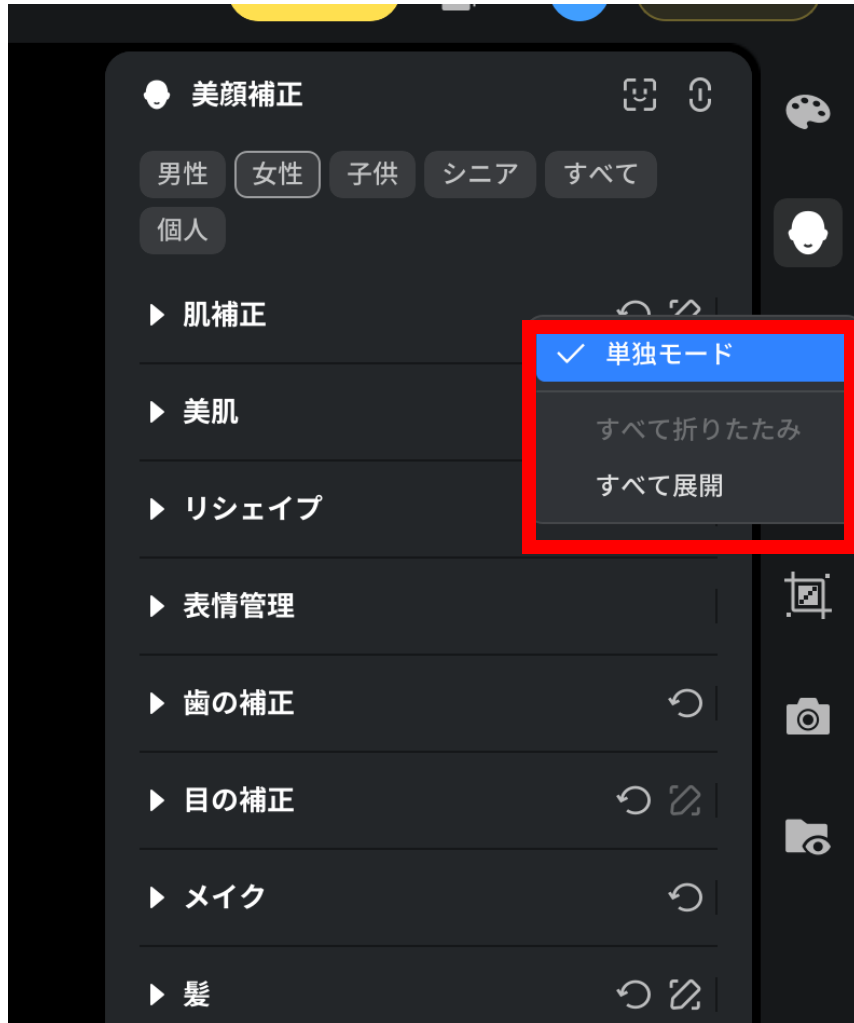 美顔補正
男性 女性 子供 シニア すべて
個人
肌補正
単独モード
美肌
すべて折りたたみ
すべて展開
リシェイプ
表情管理
歯の補正
目の補正
メイク
髪